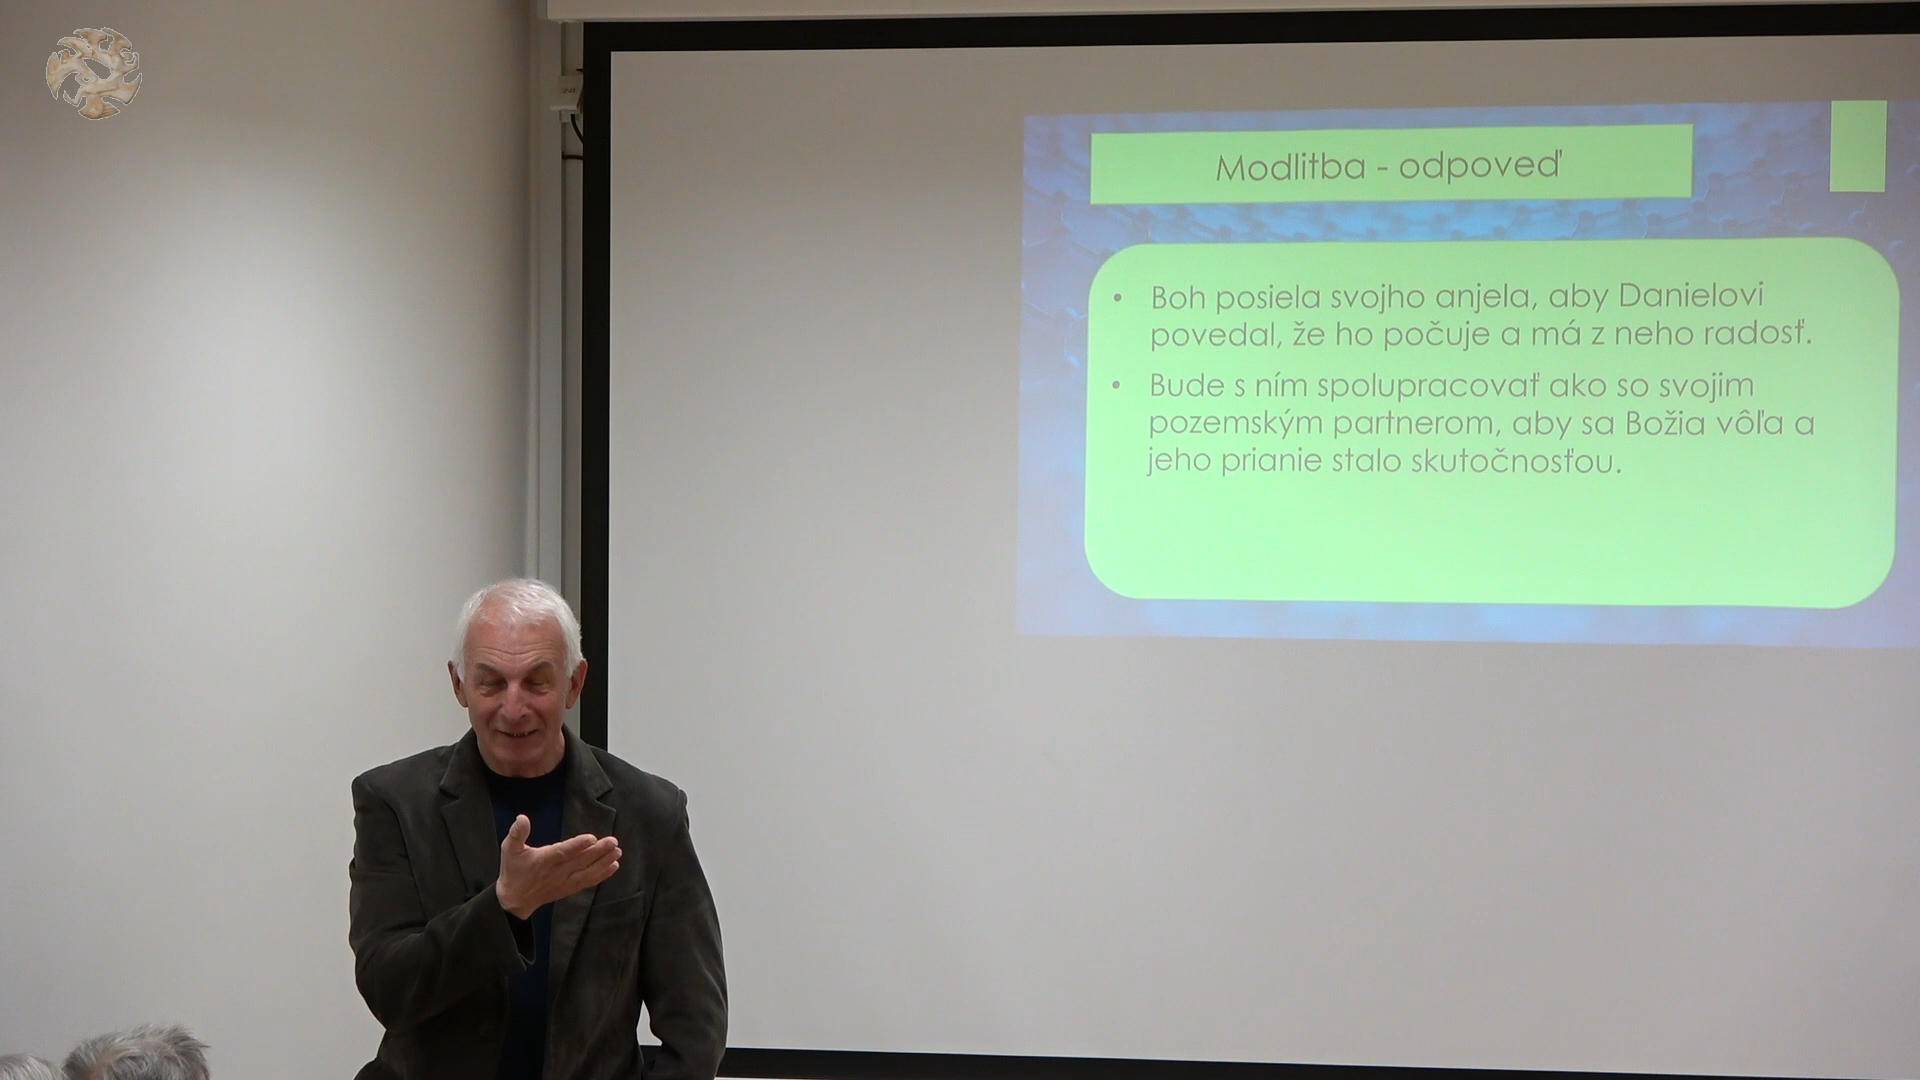 Modlitba - odpoveď
• Boh posiela svojho anjela, aby Danielovi
povedal, že ho počuje a má z neho radosť.
• Bude s ním spolupracovať ako so svojim
pozemským partnerom, aby sa Božia vôľa a
jeho prianie stalo skutočnosťou.